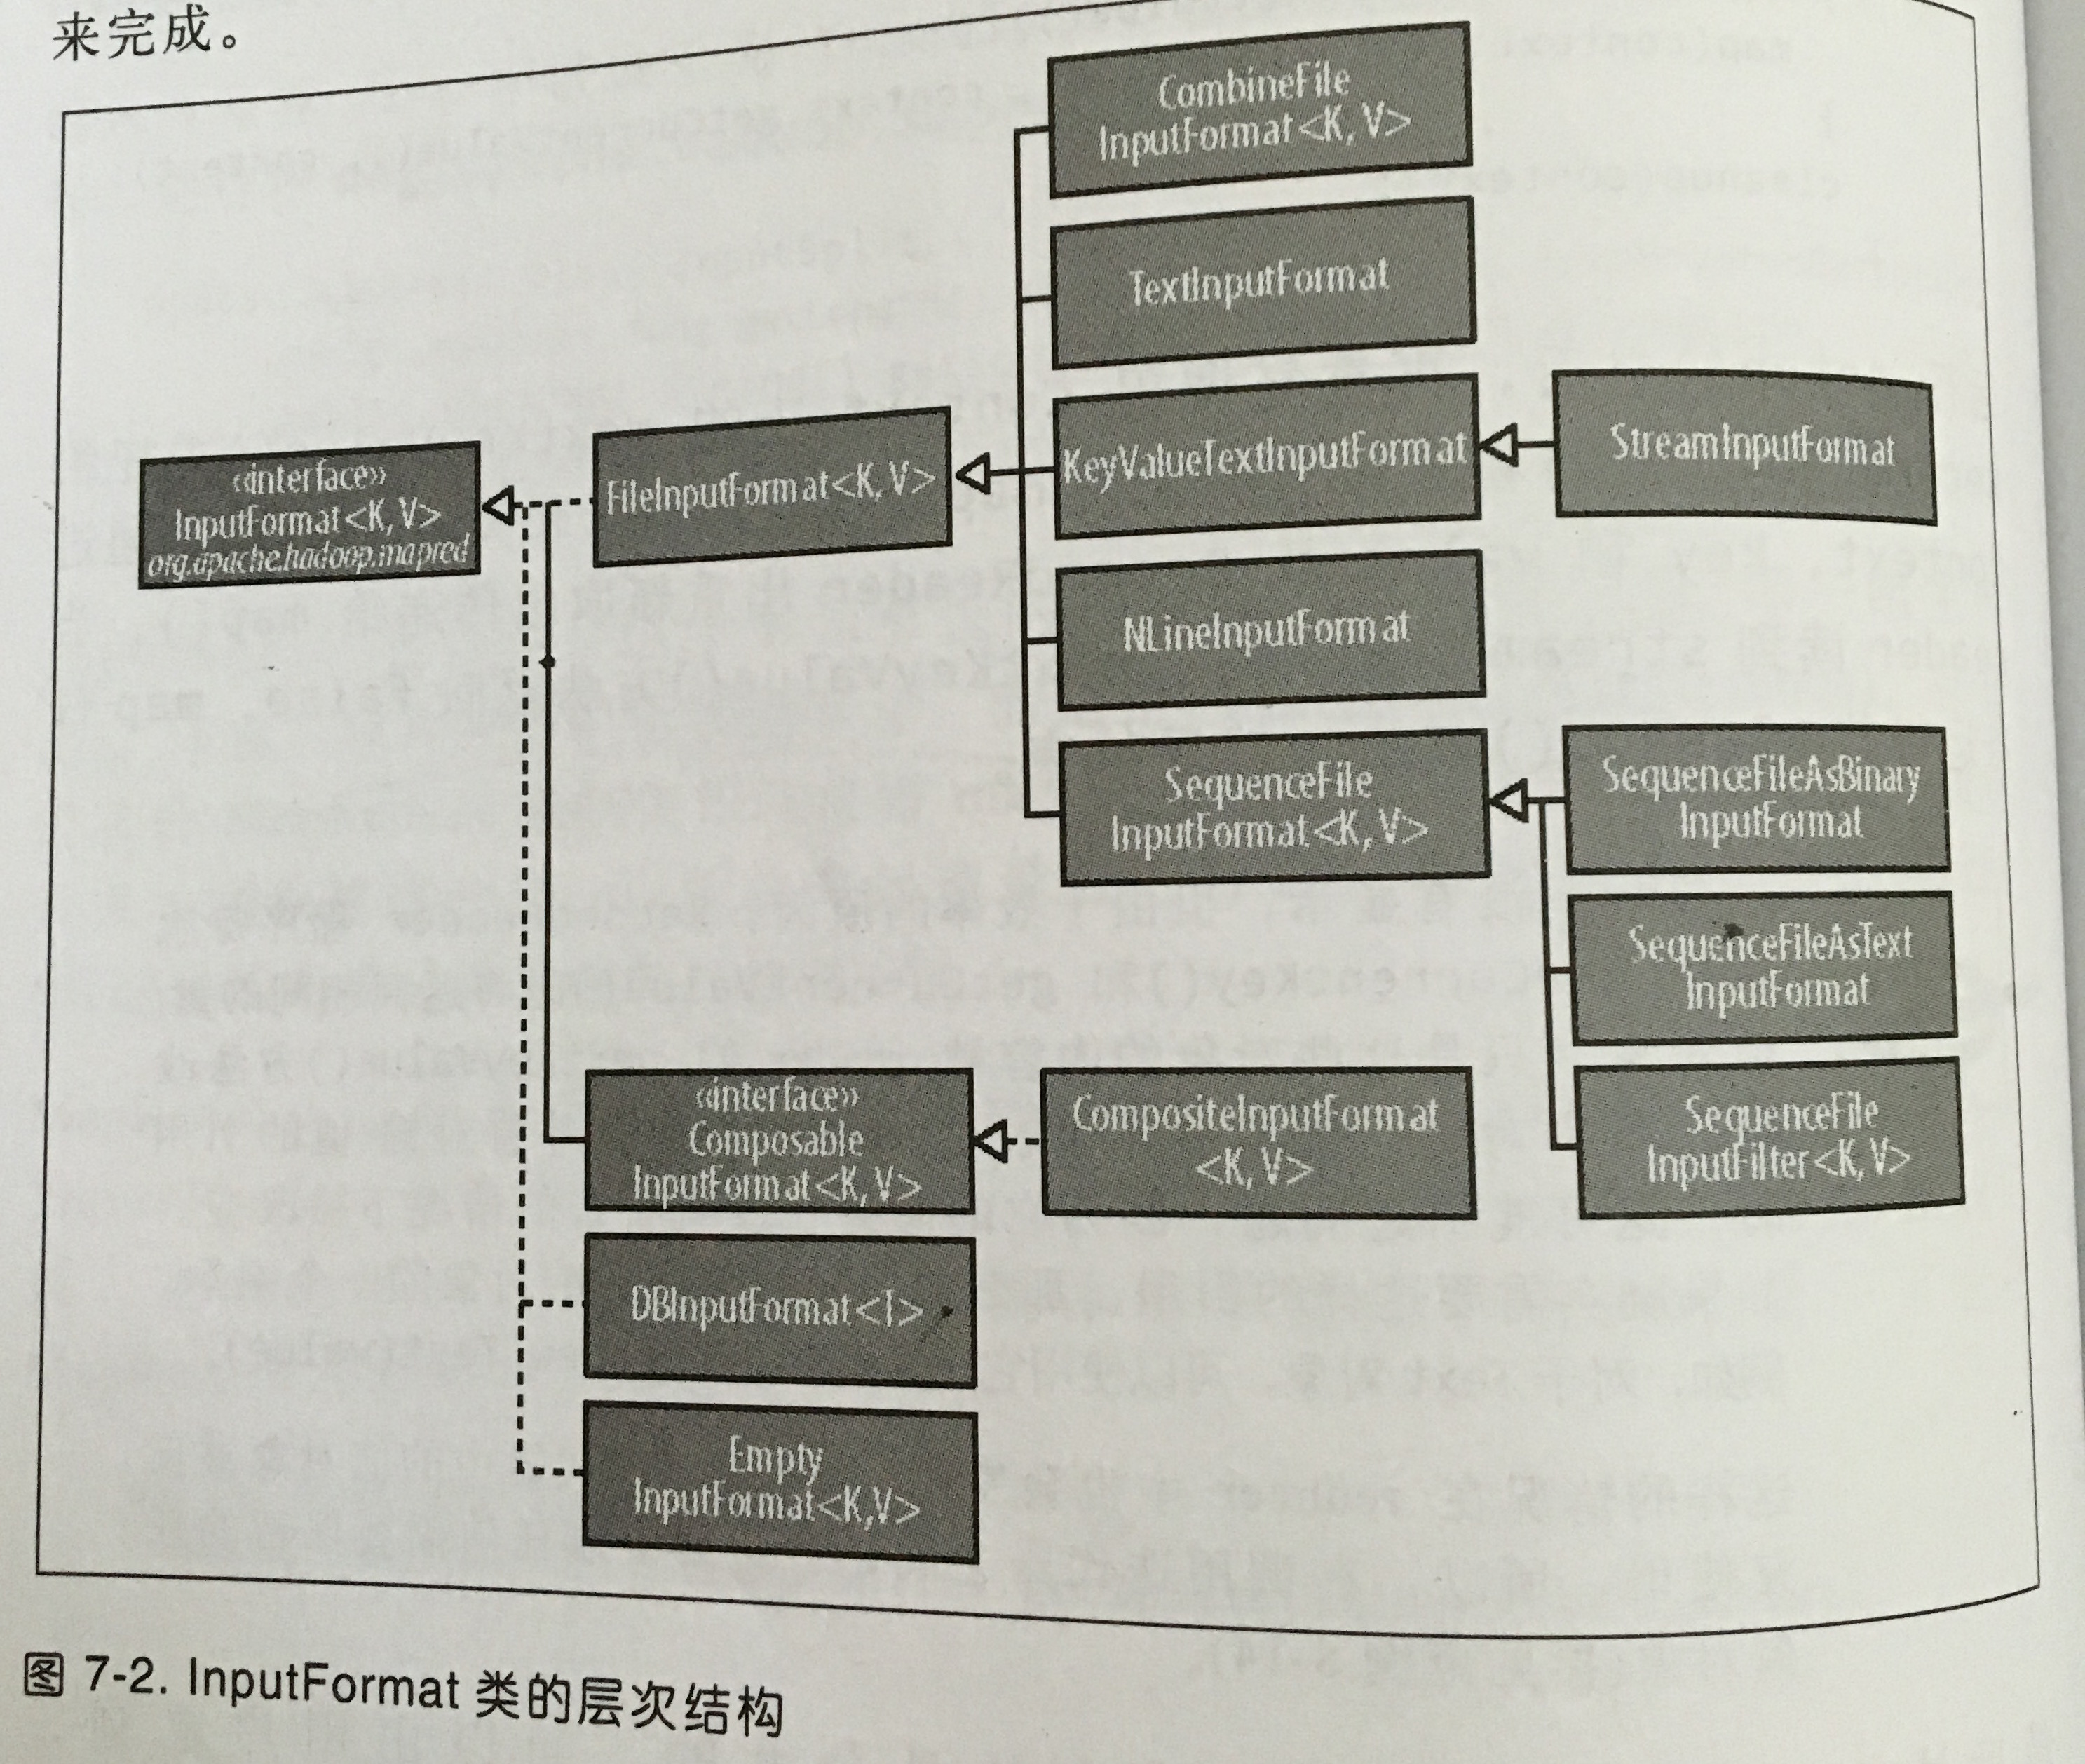 来完成。
CombineFile
InputFormat<K, V>
TextInputFormat
KeyValueTextInputFormat
StreamInputFormat
«interface»
InputFormat<K, V>
org.apache.hadoop.mapred
FileInputFormat<K, V>
NLineInputFormat
SequenceFile
InputFormat<K, V>
SequenceFileAsBinary
InputFormat
SequenceFileAsText
InputFormat
SequenceFile
InputFilter<K, V>
«interface»
Composable
InputFormat<K, V>
CompositeInputFormat
<K, V>
DBInputFormat<T>
Empty
InputFormat<K,V>
图 7-2. InputFormat 类的层次结构